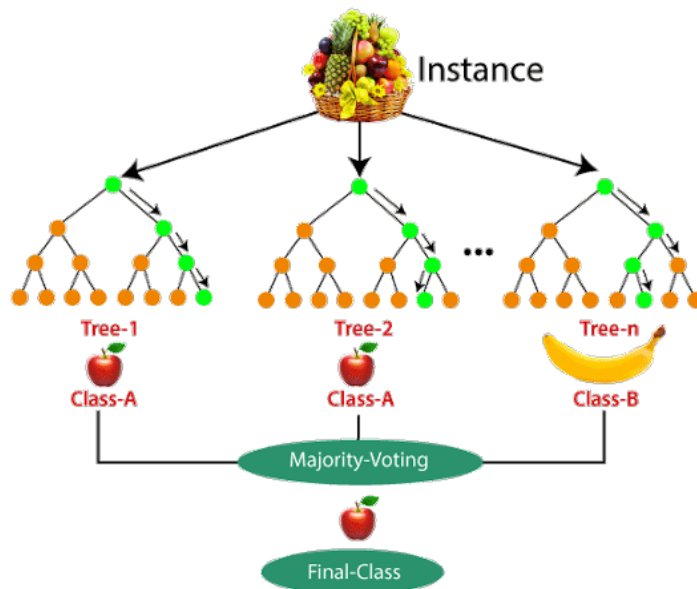 Instance
...
Tree-1
Tree-2
Tree-n
Class-A
Class-A
Class-B
Majority-Voting
Final-Class